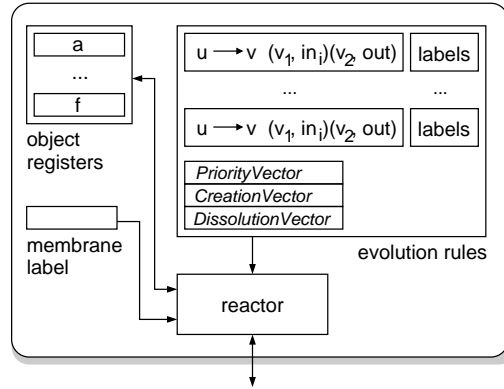 a
...
f
object
registers
membrane
label
u → v (v₁, inᵢ)(v₂, out) labels
... ...
u → v (v₁, inᵢ)(v₂, out) labels
PriorityVector
CreationVector
DissolutionVector
evolution rules
reactor